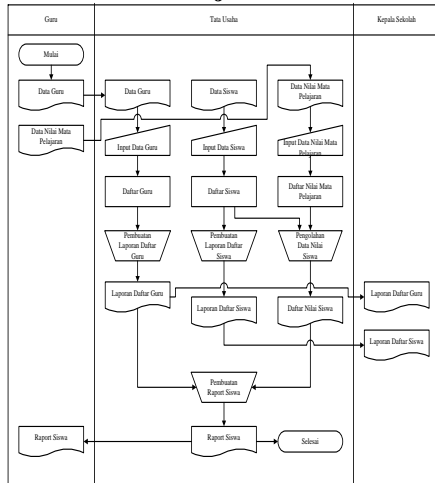 Guru
Tata Usaha
Kepala Sekolah
Mulai
Data Guru
Data Guru
Data Siswa
Data Nilai Mata
Pelajaran
Data Nilai Mata
Pelajaran
Input Data Guru
Input Data Siswa
Input Data Nilai Mata
Pelajaran
Daftar Guru
Daftar Siswa
Daftar Nilai Mata
Pelajaran
Pembuatan
Laporan Daftar
Guru
Pembuatan
Laporan Daftar
Siswa
Pengolahan
Data Nilai
Siswa
Laporan Daftar Guru
Laporan Daftar Guru
Laporan Daftar Siswa
Daftar Nilai Siswa
Laporan Daftar Siswa
Pembuatan
Raport Siswa
Raport Siswa
Raport Siswa
Selesai